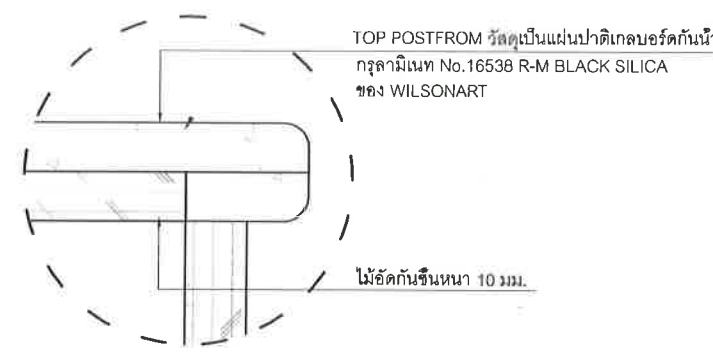 TOP POSTFROM วัสดุเป็นแผ่นปาติเกลบอร์ดกันน้ำ
กรุลามิเนท No.16538 R-M BLACK SILICA
ของ WILSONART
ไม้อัดกันชื้นหนา 10 มม.